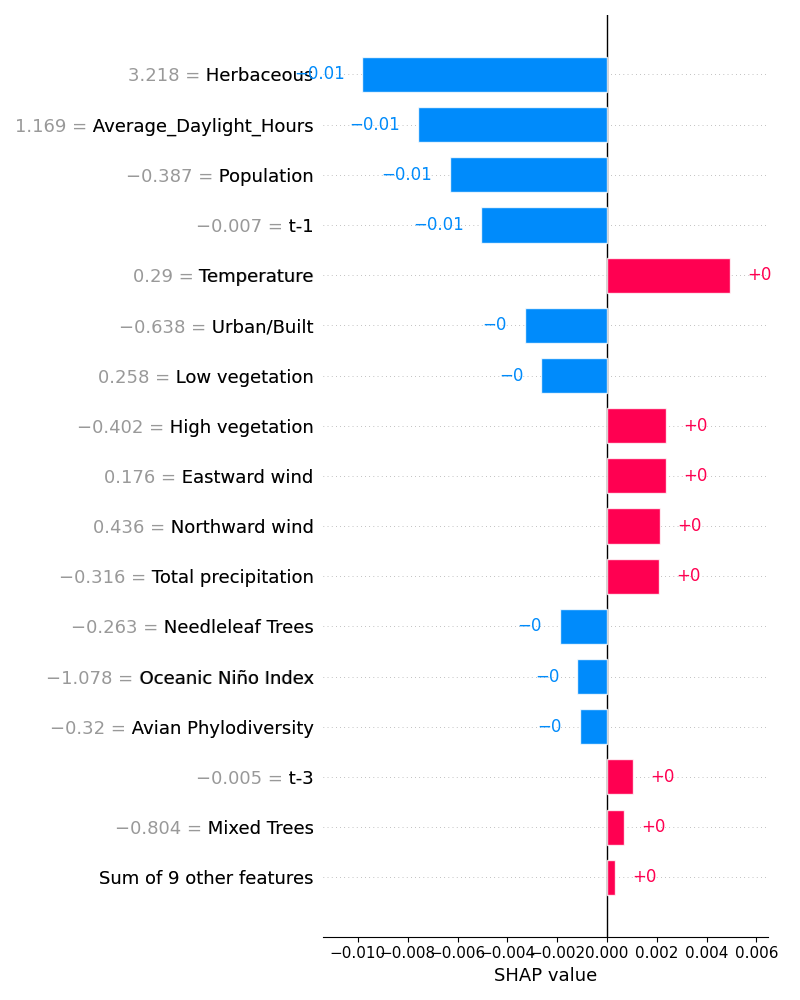 3.218 = Herbaceous −0.01
1.169 = Average_Daylight_Hours −0.01
−0.387 = Population −0.01
−0.007 = t-1 −0.01
0.29 = Temperature +0
−0.638 = Urban/Built −0
0.258 = Low vegetation −0
−0.402 = High vegetation +0
0.176 = Eastward wind +0
0.436 = Northward wind +0
−0.316 = Total precipitation +0
−0.263 = Needleleaf Trees −0
−1.078 = Oceanic Niño Index −0
−0.32 = Avian Phylodiversity −0
−0.005 = t-3 +0
−0.804 = Mixed Trees +0
Sum of 9 other features +0
−0.010 −0.008 −0.006 −0.004 −0.002 0.000 0.002 0.004 0.006
SHAP value